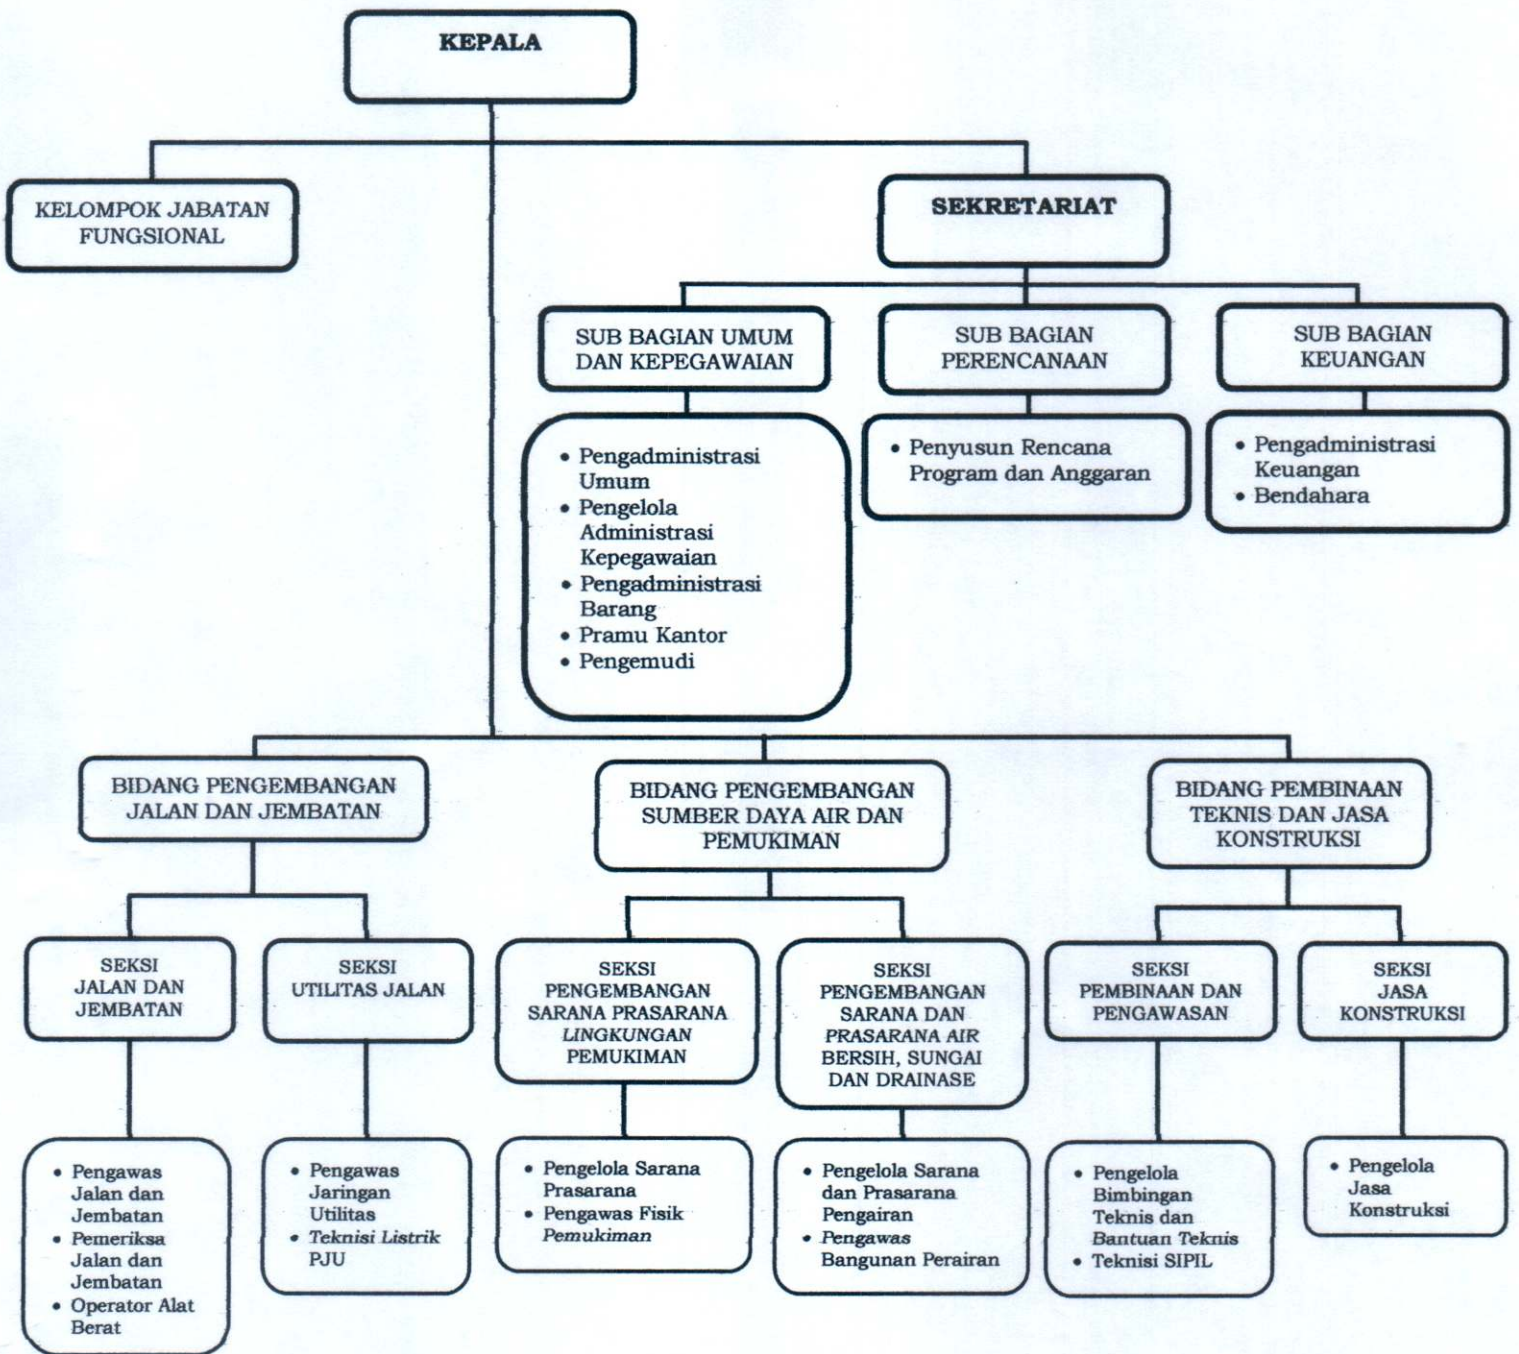 KEPALA
KELOMPOK JABATAN
FUNGSIONAL
SEKRETARIAT
SUB BAGIAN UMUM
DAN KEPEGAWAIAN
SUB BAGIAN
PERENCANAAN
SUB BAGIAN
KEUANGAN
• Pengadministrasi
Umum
• Pengelola
Administrasi
Kepegawaian
• Pengadministrasi
Barang
• Pramu Kantor
• Pengemudi
• Penyusun Rencana
Program dan Anggaran
• Pengadministrasi
Keuangan
• Bendahara
BIDANG PENGEMBANGAN
JALAN DAN JEMBATAN
BIDANG PENGEMBANGAN
SUMBER DAYA AIR DAN
PEMUKIMAN
BIDANG PEMBINAAN
TEKNIS DAN JASA
KONSTRUKSI
SEKSI
JALAN DAN
JEMBATAN
SEKSI
UTILITAS JALAN
SEKSI
PENGEMBANGAN
SARANA PRASARANA
LINGKUNGAN
PEMUKIMAN
SEKSI
PENGEMBANGAN
SARANA DAN
PRASARANA AIR
BERSIH, SUNGAI
DAN DRAINASE
SEKSI
PEMBINAAN DAN
PENGAWASAN
SEKSI
JASA
KONSTRUKSI
• Pengawas
Jalan dan
Jembatan
• Pemeriksa
Jalan dan
Jembatan
• Operator Alat
Berat
• Pengawas
Jaringan
Utilitas
• Teknisi Listrik
PJU
• Pengelola Sarana
Prasarana
• Pengawas Fisik
Pemukiman
• Pengelola Sarana
dan Prasarana
Pengairan
• Pengawas
Bangunan Perairan
• Pengelola
Bimbingan
Teknis dan
Bantuan Teknis
• Teknisi SIPIL
• Pengelola
Jasa
Konstruksi